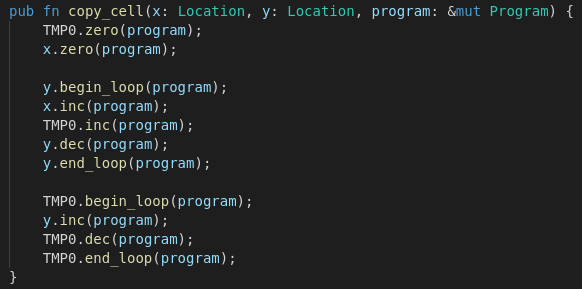 pub fn copy_cell(x: Location, y: Location, program: &mut Program) {
    TMP0.zero(program);
    x.zero(program);

    y.begin_loop(program);
    x.inc(program);
    TMP0.inc(program);
    y.dec(program);
    y.end_loop(program);

    TMP0.begin_loop(program);
    y.inc(program);
    TMP0.dec(program);
    TMP0.end_loop(program);
}